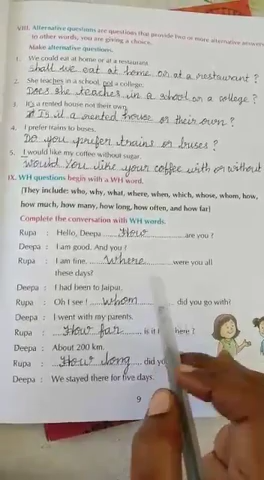 VIII. Alternative questions are questions that provide two or more alternative answers
In other words, you are giving a choice.
Make alternative questions.
1. We could eat at home or at a restaurant.
Shall we eat at home or at a restaurant ?
2. She teaches in a school not a college.
Does she teaches in a school or a college ?
3. It's a rented house not their own.
Is it a rented house or their own ?
4. I prefer trains to buses.
Do you prefer trains or buses ?
5. I would like my coffee without sugar.
Would You like your coffee with or without
IX. WH questions begin with a WH word.
[They include: who, why, what, where, when, which, whose, whom, how,
how much, how many, how long, how often, and how far]
Complete the conversation with WH words.
Rupa : Hello, Deepa How are you ?
Deepa : I am good. And you ?
Rupa : I am fine. Where were you all
these days?
Deepa : I had been to Jaipur.
Rupa : Oh I see ! whom did you go with?
Deepa : I went with my parents.
Rupa : How far is it here ?
Deepa : About 200 km.
Rupa : How long did yo
Deepa : We stayed there for five days.
9